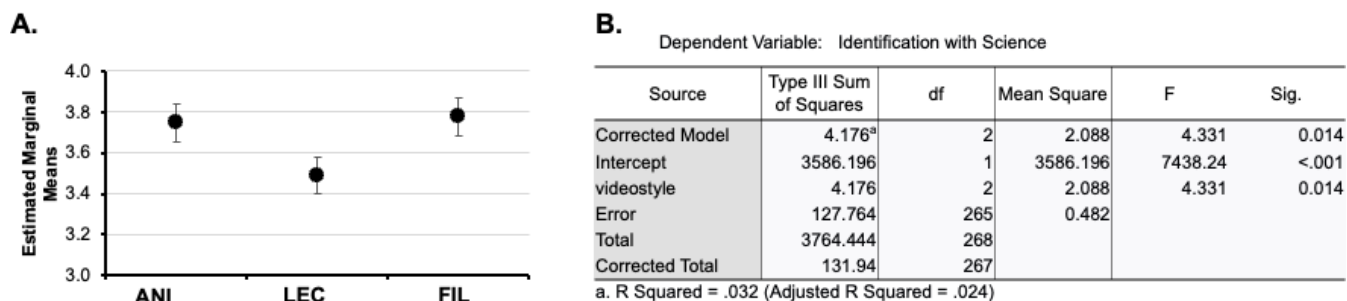 A.
Estimated Marginal
Means
4.0
3.8
3.6
3.4
3.2
3.0
ANI
LEC
FIL
B.
Dependent Variable: Identification with Science
Source Type III Sum of Squares df Mean Square F Sig.
Corrected Model 4.176a 2 2.088 4.331 0.014
Intercept 3586.196 1 3586.196 7438.24 <.001
videostyle 4.176 2 2.088 4.331 0.014
Error 127.764 265 0.482
Total 3764.444 268
Corrected Total 131.94 267
a. R Squared = .032 (Adjusted R Squared = .024)